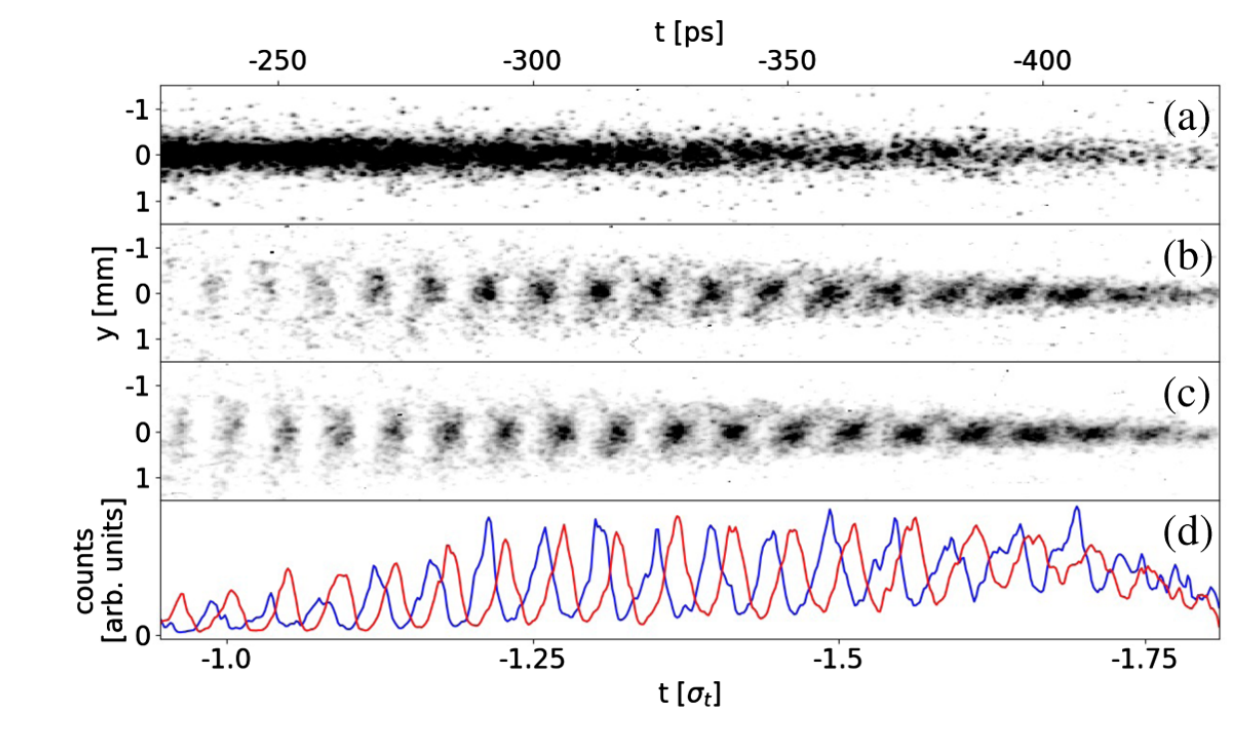 t [ps]
-250 -300 -350 -400
-1 (a)
0
1
-1 (b)
y [mm]
0
1
-1 (c)
0
1
counts
[arb. units]
(d)
0
-1.0 -1.25 -1.5 -1.75
t [σt]